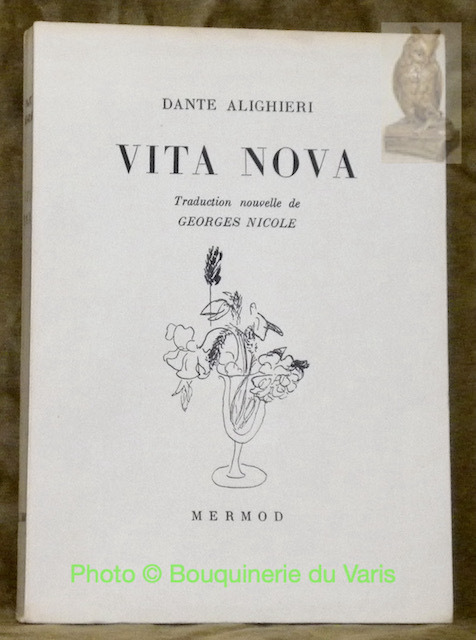 DANTE ALIGHIERI
VITA NOVA
Traduction nouvelle de
GEORGES NICOLE
MERMOD
Photo © Bouquinerie du Varis